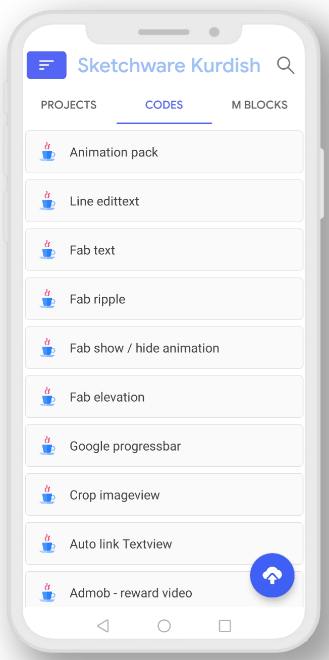 Sketchware Kurdish
PROJECTS CODES M BLOCKS
Animation pack
Line edittext
Fab text
Fab ripple
Fab show / hide animation
Fab elevation
Google progressbar
Crop imageview
Auto link Textview
Admob - reward video